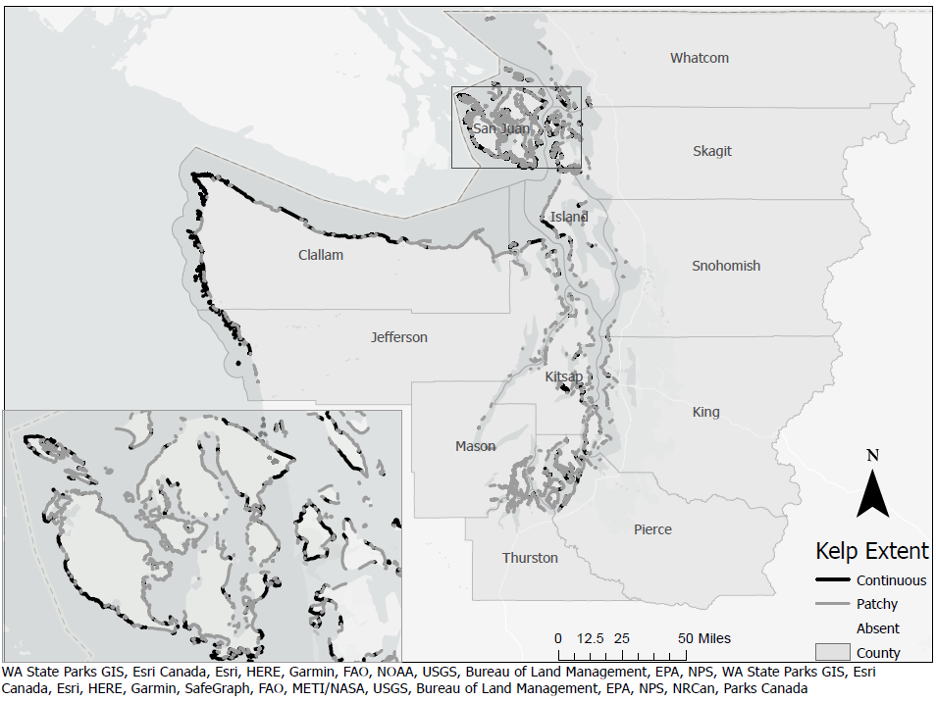 Whatcom
San Juan
Skagit
Island
Clallam
Snohomish
Jefferson
Kitsap
King
Mason
N
Pierce
Kelp Extent
Thurston
Continuous
Patchy
Absent
County
0 12.5 25 50 Miles
WA State Parks GIS, Esri Canada, Esri, HERE, Garmin, FAO, NOAA, USGS, Bureau of Land Management, EPA, NPS, WA State Parks GIS, Esri
Canada, Esri, HERE, Garmin, SafeGraph, FAO, METI/NASA, USGS, Bureau of Land Management, EPA, NPS, NRCan, Parks Canada